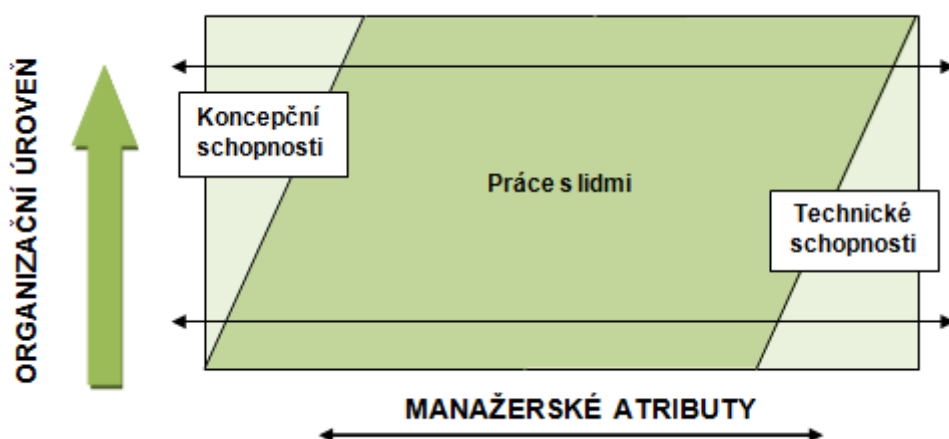 ORGANIZAČNÍ ÚROVEŇ
Koncepční
schopnosti
Práce s lidmi
Technické
schopnosti
MANAŽERSKÉ ATRIBUTY